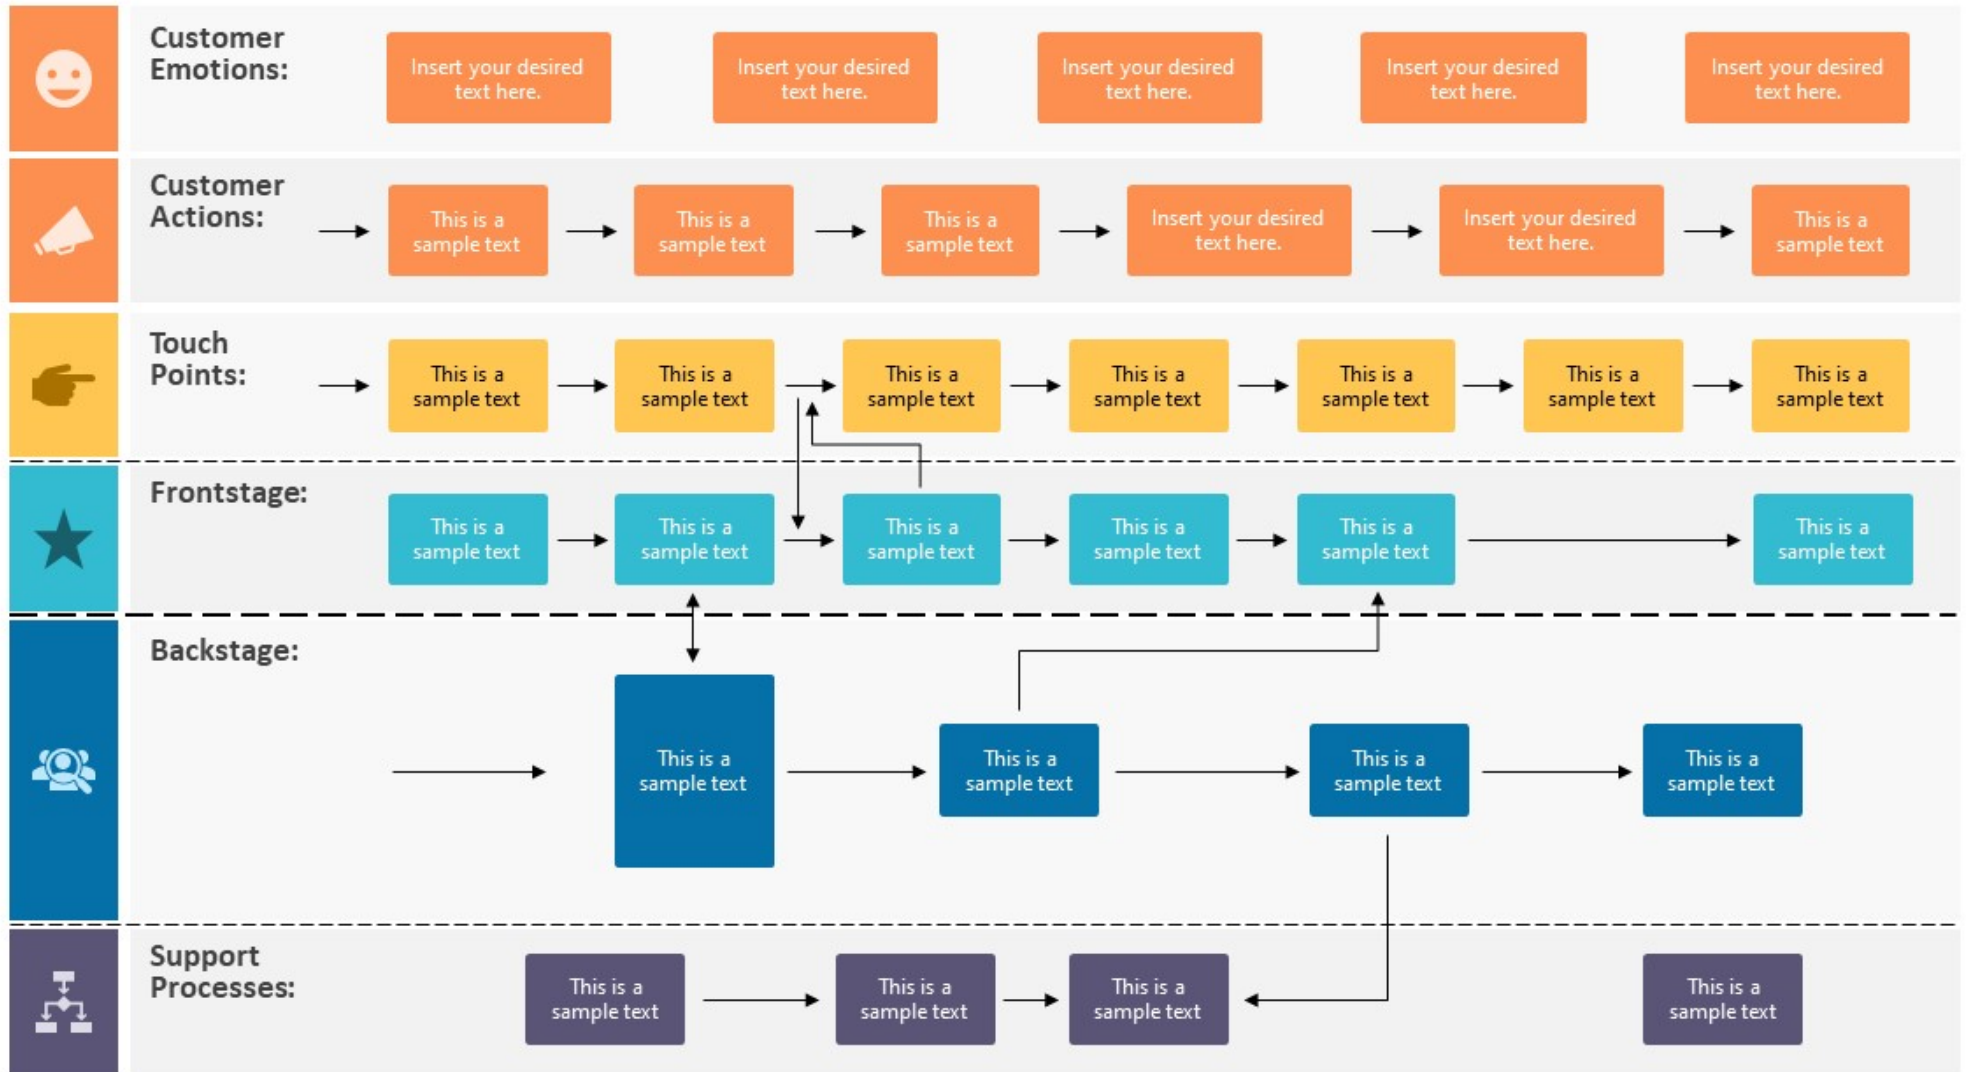 Customer
Emotions:
Insert your desired
text here.
Insert your desired
text here.
Insert your desired
text here.
Insert your desired
text here.
Insert your desired
text here.
Customer
Actions:
This is a
sample text
This is a
sample text
This is a
sample text
Insert your desired
text here.
Insert your desired
text here.
This is a
sample text
Touch
Points:
This is a
sample text
This is a
sample text
This is a
sample text
This is a
sample text
This is a
sample text
This is a
sample text
This is a
sample text
Frontstage:
This is a
sample text
This is a
sample text
This is a
sample text
This is a
sample text
This is a
sample text
This is a
sample text
Backstage:
This is a
sample text
This is a
sample text
This is a
sample text
This is a
sample text
Support
Processes:
This is a
sample text
This is a
sample text
This is a
sample text
This is a
sample text